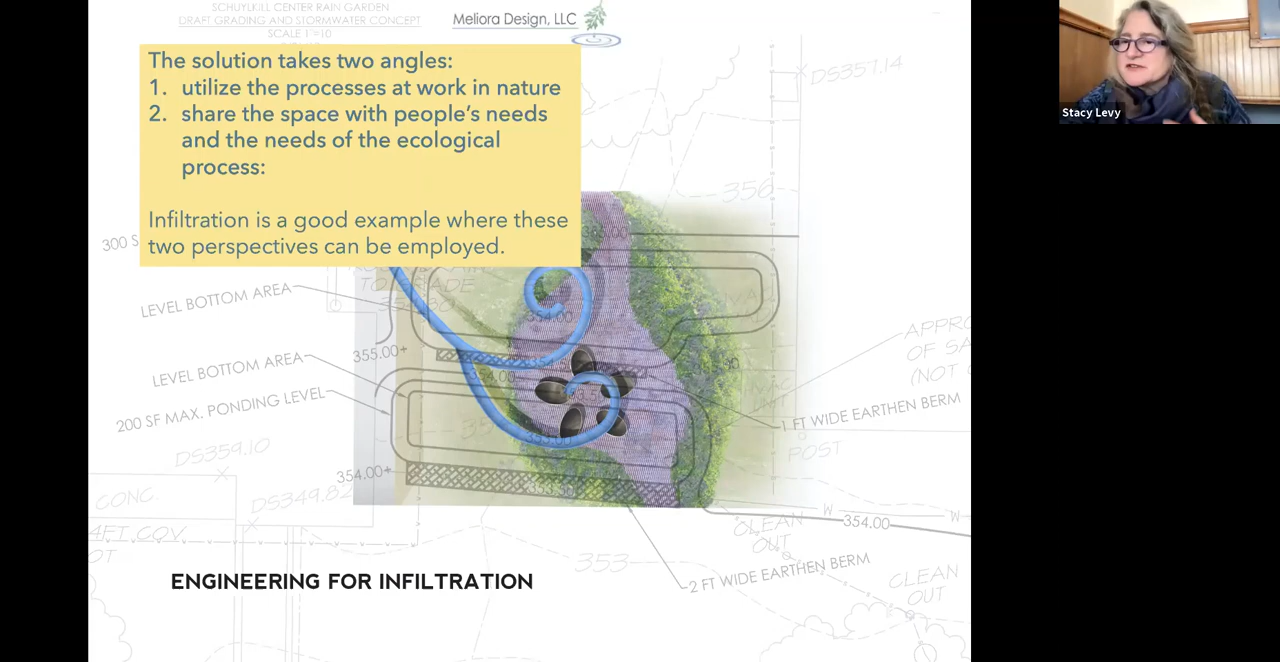 SCHUYLKILL CENTER RAIN GARDEN
DRAFT GRADING AND STORMWATER CONCEPT
SCALE 1"=10
Meliora Design, LLC
Stacy Levy
DS357.14
The solution takes two angles:
1. utilize the processes at work in nature
2. share the space with people's needs
and the needs of the ecological
process:
Infiltration is a good example where these
two perspectives can be employed.
356
300 S
LEVEL BOTTOM AREA
355.00+
LEVEL BOTTOM AREA
200 SF MAX. PONDING LEVEL
APPRO
OF SA
(NOT
1 FT WIDE EARTHEN BERM
POST
DS359.10
354.00+
CONC.
DS349.82
W
354.00
W
CLEAN
OUT
353
2 FT WIDE EARTHEN BERM
CLEAN
OUT
ENGINEERING FOR INFILTRATION